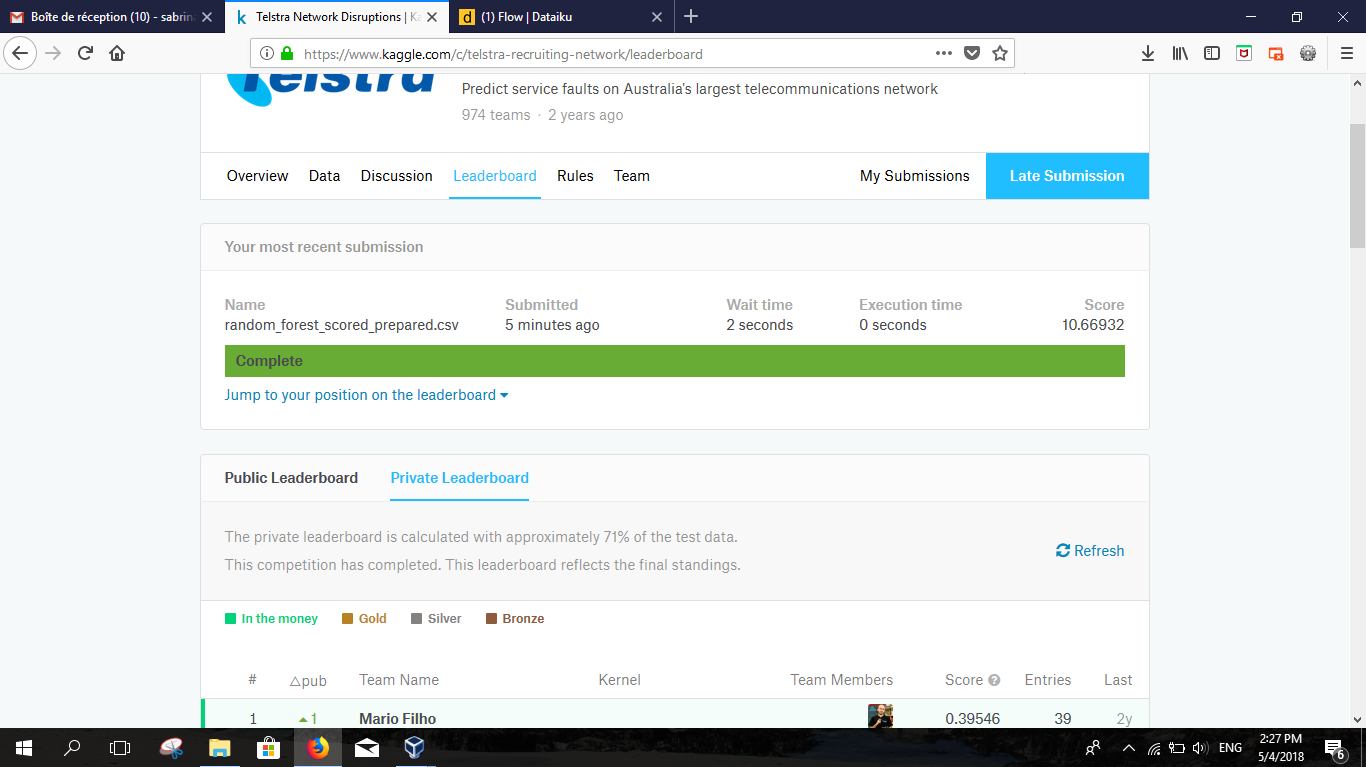 Boîte de réception (10) - sabrin
Telstra Network Disruptions | Ka
(1) Flow | Dataiku
https://www.kaggle.com/c/telstra-recruiting-network/leaderboard
Telstra
Predict service faults on Australia's largest telecommunications network
974 teams · 2 years ago
Overview Data Discussion Leaderboard Rules Team My Submissions Late Submission
Your most recent submission
Name Submitted Wait time Execution time Score
random_forest_scored_prepared.csv 5 minutes ago 2 seconds 0 seconds 10.66932
Complete
Jump to your position on the leaderboard
Public Leaderboard Private Leaderboard
The private leaderboard is calculated with approximately 71% of the test data.
This competition has completed. This leaderboard reflects the final standings.
Refresh
In the money Gold Silver Bronze
# △pub Team Name Kernel Team Members Score Entries Last
1 1 Mario Filho 0.39546 39 2y
ENG
2:27 PM
5/4/2018
6